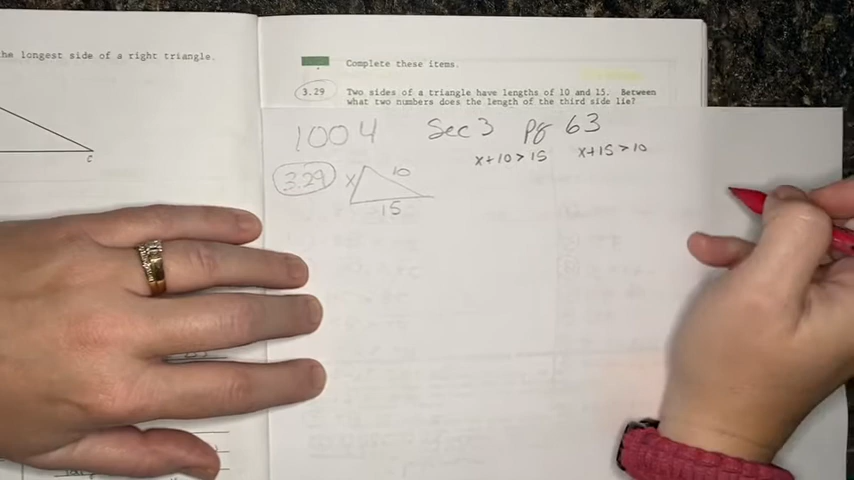 he longest side of a right triangle.
c
Complete these items.
3.29 Two sides of a triangle have lengths of 10 and 15. Between
what two numbers does the length of the third side lie?
1004 Sec 3 pg 63
x+10>15 x+15>10
3.29 x 10
15